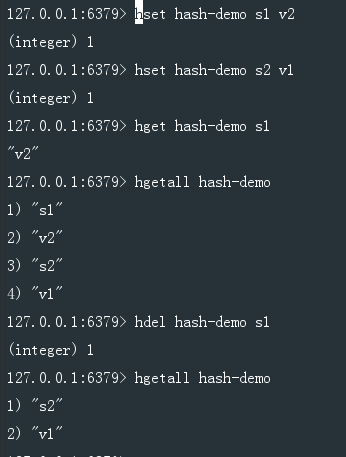 127.0.0.1:6379> hset hash-demo s1 v2
(integer) 1
127.0.0.1:6379> hset hash-demo s2 v1
(integer) 1
127.0.0.1:6379> hget hash-demo s1
"v2"
127.0.0.1:6379> hgetall hash-demo
1) "s1"
2) "v2"
3) "s2"
4) "v1"
127.0.0.1:6379> hdel hash-demo s1
(integer) 1
127.0.0.1:6379> hgetall hash-demo
1) "s2"
2) "v1"